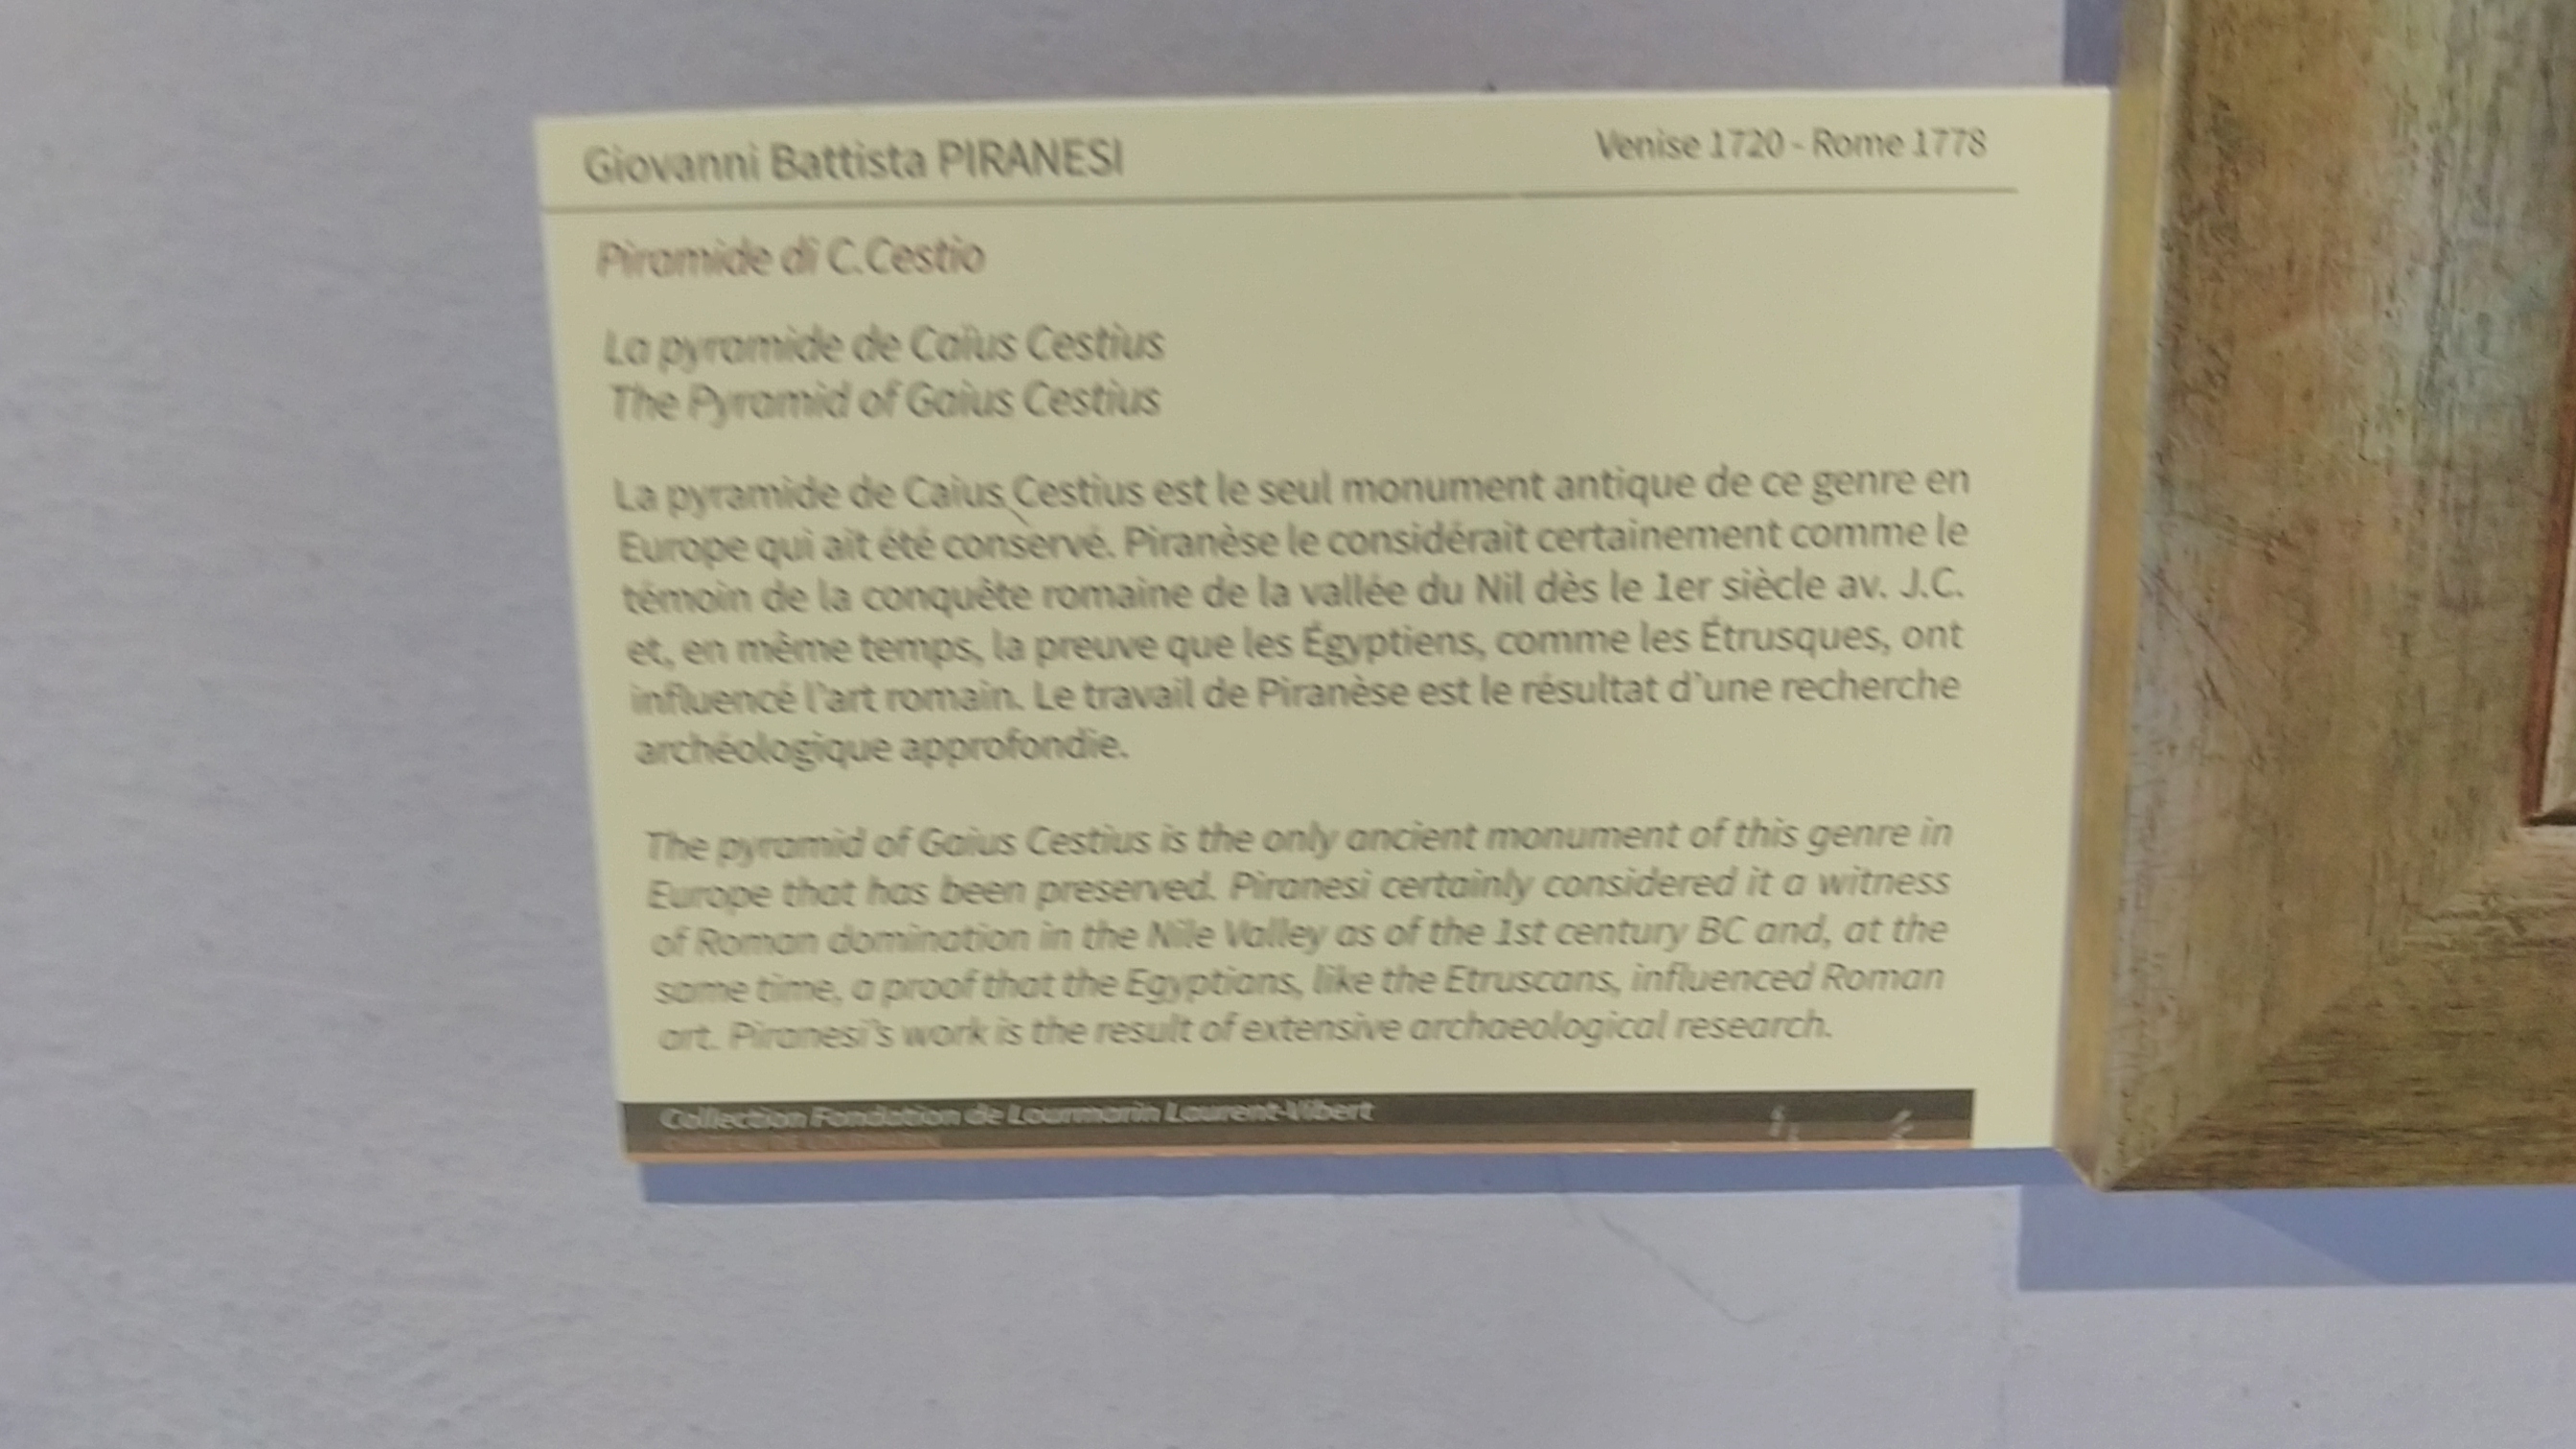 Giovanni Battista PIRANESI
Venise 1720 - Rome 1778
Piramide di C.Cestio
La pyramide de Caïus Cestius
The Pyramid of Gaius Cestius
La pyramide de Caius Cestius est le seul monument antique de ce genre en
Europe qui ait été conservé. Piranèse le considérait certainement comme le
témoin de la conquête romaine de la vallée du Nil dès le 1er siècle av. J.C.
et, en même temps, la preuve que les Égyptiens, comme les Étrusques, ont
influencé l'art romain. Le travail de Piranèse est le résultat d'une recherche
archéologique approfondie.
The pyramid of Gaius Cestius is the only ancient monument of this genre in
Europe that has been preserved. Piranesi certainly considered it a witness
of Roman domination in the Nile Valley as of the 1st century BC and, at the
same time, a proof that the Egyptians, like the Etruscans, influenced Roman
art. Piranesi's work is the result of extensive archaeological research.
Collection Fondation de Lourmarin Laurent-Vibert